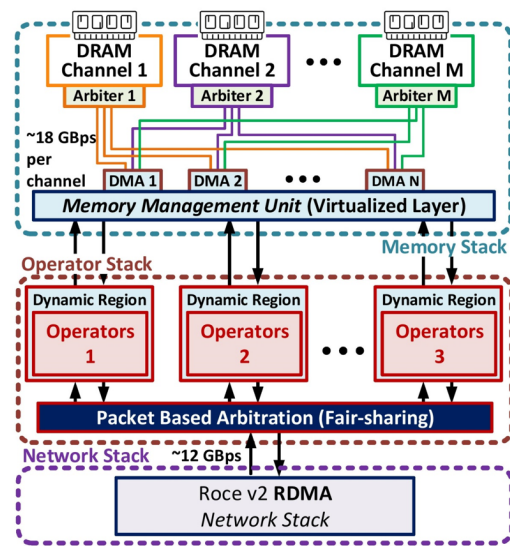 DRAM
Channel 1
DRAM
Channel 2
DRAM
Channel M
Arbiter 1
Arbiter 2
Arbiter M
~18 GBps
per
channel
DMA 1
DMA 2
DMA N
Memory Management Unit (Virtualized Layer)
Memory Stack
Operator Stack
Dynamic Region
Operators
1
Dynamic Region
Operators
2
Dynamic Region
Operators
3
Packet Based Arbitration (Fair-sharing)
Network Stack
~12 GBps
Roce v2 RDMA
Network Stack